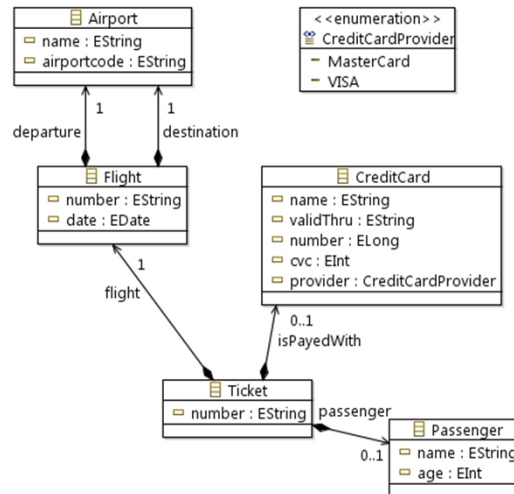 Airport
name : EString
airportcode : EString
<<enumeration>>
CreditCardProvider
MasterCard
VISA
1
1
departure
destination
Flight
number : EString
date : EDate
CreditCard
name : EString
validThru : EString
number : ELong
cvc : EInt
provider : CreditCardProvider
1
flight
0..1
isPayedWith
Ticket
number : EString
passenger
0..1
Passenger
name : EString
age : EInt